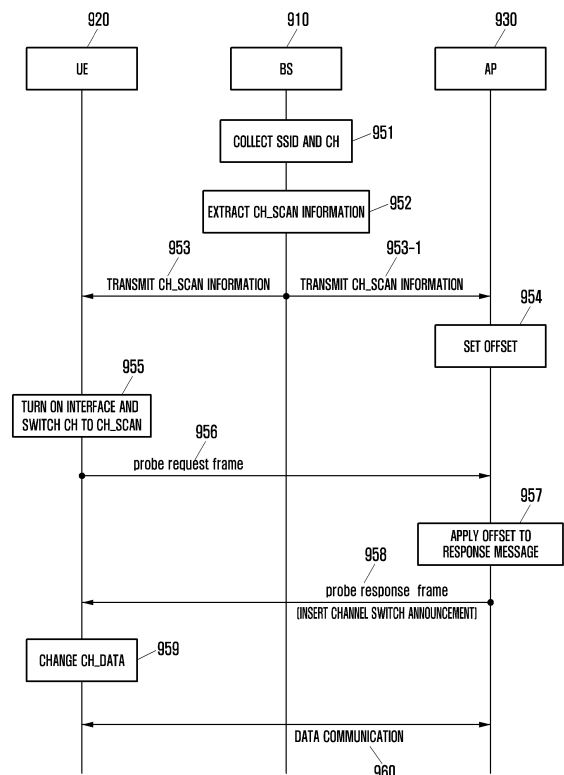 920
910
930
UE
BS
AP
COLLECT SSID AND CH
951
EXTRACT CH_SCAN INFORMATION
952
953
953-1
TRANSMIT CH_SCAN INFORMATION
TRANSMIT CH_SCAN INFORMATION
954
SET OFFSET
955
TURN ON INTERFACE AND
SWITCH CH TO CH_SCAN
956
probe request frame
957
APPLY OFFSET TO
RESPONSE MESSAGE
958
probe response frame
(INSERT CHANNEL SWITCH ANNOUNCEMENT)
CHANGE CH_DATA
959
DATA COMMUNICATION
960